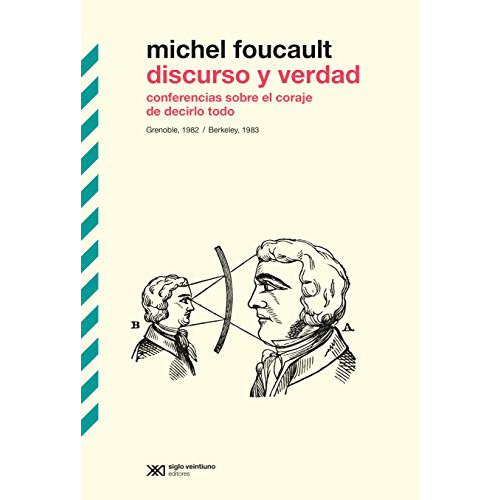 michel foucault
discurso y verdad
conferencias sobre el coraje
de decirlo todo
Grenoble, 1982 / Berkeley, 1983
B
A.
siglo veintiuno
editores